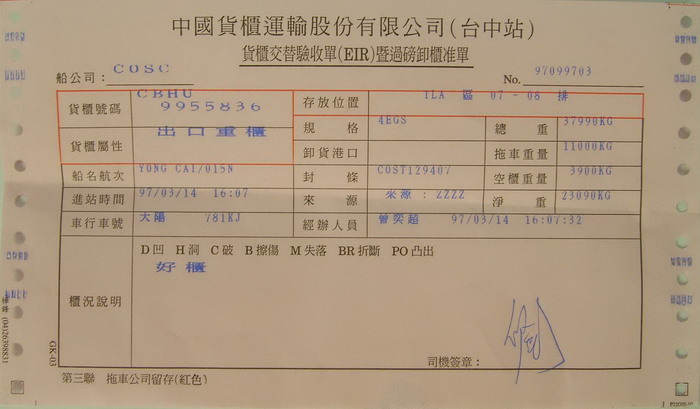 中國貨櫃運輸股份有限公司(台中站)
貨櫃交替驗收單(EIR)暨過磅卸櫃准單
船公司: COSC No. 97099703
貨櫃號碼 CBHU 9955836 存放位置 1LA 區 07 - 08 排
貨櫃屬性 出口重櫃 規格 4EGS 總重 37990KG
卸貨港口 拖車重量 11000KG
船名航次 YONG CAI/015N 封條 COST129407 空櫃重量 3900KG
進站時間 97/03/14 16:07 來源 來源:ZZZZ 淨重 23090KG
車行車號 大陽 781KJ 經辦人員 曾奕超 97/03/14 16:07:32
D凹 H洞 C破 B擦傷 M失落 BR折斷 PO凸出
好櫃
櫃況說明
司機簽章:
第三聯 拖車公司留存(紅色)
GK-03
(04)26398831